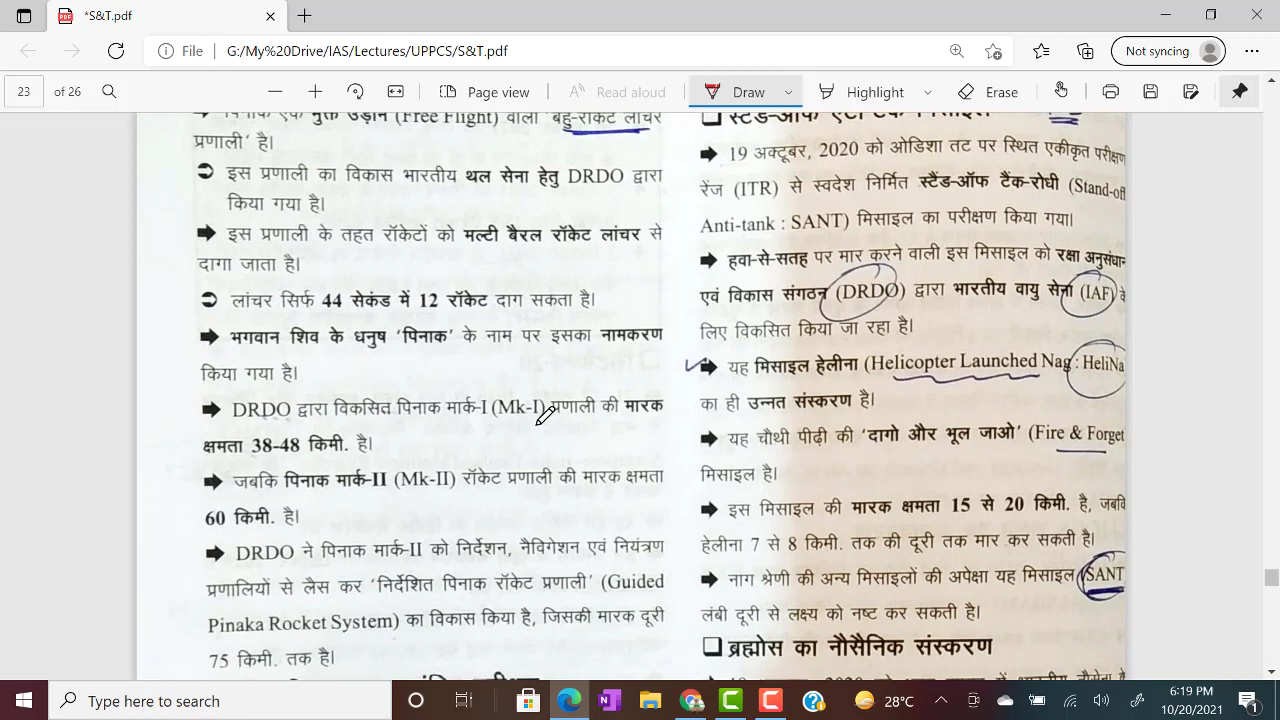 *S&T.pdf
File
G:/My%20Drive/IAS/Lectures/UPPCS/S&T.pdf
Not syncing
23 of 26
Page view
Read aloud
Draw
Highlight
Erase
(Free Flight) वाली 'बहु-रॉकेट लांचर
प्रणाली' है।
इस प्रणाली का विकास भारतीय थल सेना हेतु DRDO द्वारा
किया गया है।
इस प्रणाली के तहत रॉकेटों को मल्टी बैरल रॉकेट लांचर से
दागा जाता है।
लांचर सिर्फ 44 सेकंड में 12 रॉकेट दाग सकता है।
भगवान शिव के धनुष 'पिनाक' के नाम पर इसका नामकरण
किया गया है।
DRDO द्वारा विकसित पिनाक मार्क-I (Mk-I) प्रणाली की मारक
क्षमता 38-48 किमी. है।
जबकि पिनाक मार्क-II (Mk-II) रॉकेट प्रणाली की मारक क्षमता
60 किमी. है।
DRDO ने पिनाक मार्क-II को निर्देशन, नैविगेशन एवं नियंत्रण
प्रणालियों से लैस कर 'निर्देशित पिनाक रॉकेट प्रणाली' (Guided
Pinaka Rocket System) का विकास किया है, जिसकी मारक दूरी
75 किमी. तक है।
19 अक्टूबर, 2020 को ओडिशा तट पर स्थित एकीकृत परीक्षण
रेंज (ITR) से स्वदेश निर्मित स्टैंड-ऑफ टैंक-रोधी (Stand-off
Anti-tank : SANT) मिसाइल का परीक्षण किया गया।
हवा-से-सतह पर मार करने वाली इस मिसाइल को रक्षा अनुसंधान
एवं विकास संगठन (DRDO) द्वारा भारतीय वायु सेना (IAF) के
लिए विकसित किया जा रहा है।
यह मिसाइल हेलीना (Helicopter Launched Nag : HeliNa
का ही उन्नत संस्करण है।
यह चौथी पीढ़ी की 'दागो और भूल जाओ' (Fire & Forget
मिसाइल है।
इस मिसाइल की मारक क्षमता 15 से 20 किमी. है, जबकि
हेलीना 7 से 8 किमी. तक की दूरी तक मार कर सकती है।
नाग श्रेणी की अन्य मिसाइलों की अपेक्षा यह मिसाइल (SANT
लंबी दूरी से लक्ष्य को नष्ट कर सकती है।
ब्रह्मोस का नौसैनिक संस्करण
Type here to search
28°C
ENG
6:19 PM
10/20/2021
1